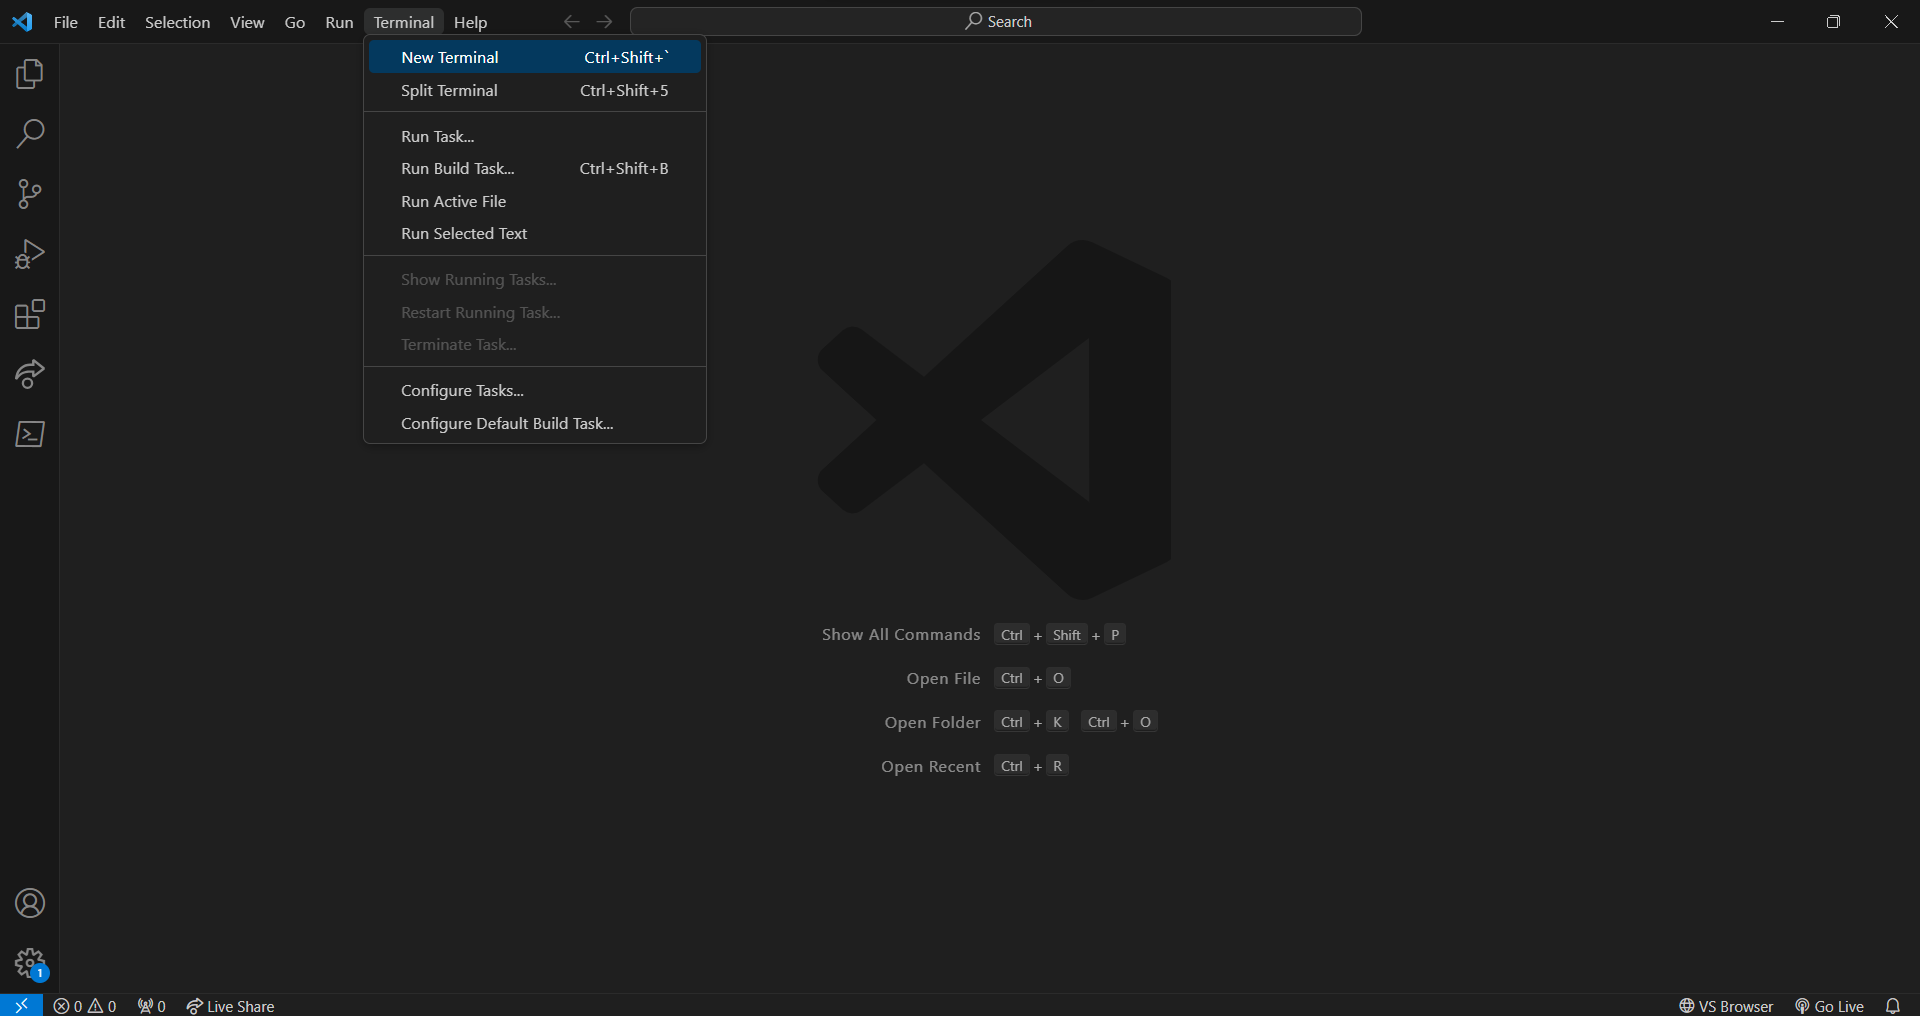 File Edit Selection View Go Run Terminal Help Search
New Terminal Ctrl+Shift+`
Split Terminal Ctrl+Shift+5
Run Task...
Run Build Task... Ctrl+Shift+B
Run Active File
Run Selected Text
Show Running Tasks...
Restart Running Task...
Terminate Task...
Configure Tasks...
Configure Default Build Task...
Show All Commands Ctrl + Shift + P
Open File Ctrl + O
Open Folder Ctrl + K Ctrl + O
Open Recent Ctrl + R
1
0 0 0 Live Share VS Browser Go Live